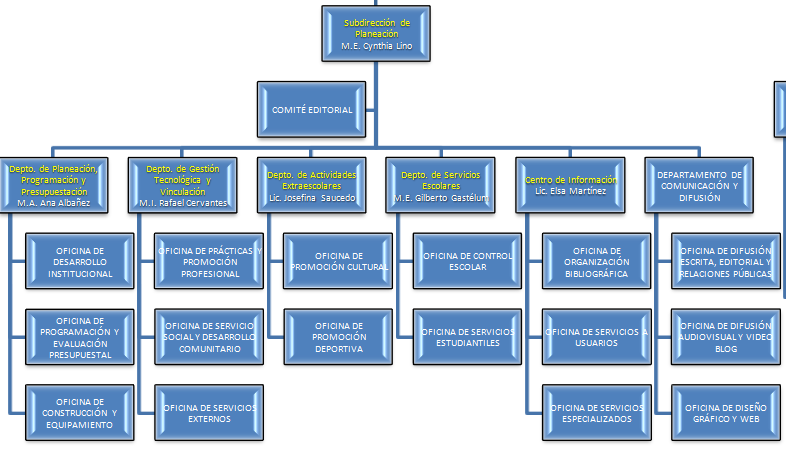 Subdirección de
Planeación
M.E. Cynthia Lino
COMITÉ EDITORIAL
Depto. de Planeación,
Programación y
Presupuestación
M.A. Ana Albañez
Depto. de Gestión
Tecnológica y
Vinculación
M.I. Rafael Cervantes
Depto. de Actividades
Extraescolares
Lic. Josefina Saucedo
Depto. de Servicios
Escolares
M.E. Gilberto Gastélum
Centro de Información
Lic. Elsa Martínez
DEPARTAMENTO DE
COMUNICACIÓN Y
DIFUSIÓN
OFICINA DE
DESARROLLO
INSTITUCIONAL
OFICINA DE PRÁCTICAS Y
PROMOCIÓN
PROFESIONAL
OFICINA DE
PROMOCIÓN CULTURAL
OFICINA DE CONTROL
ESCOLAR
OFICINA DE
ORGANIZACIÓN
BIBLIOGRÁFICA
OFICINA DE DIFUSIÓN
ESCRITA, EDITORIAL Y
RELACIONES PÚBLICAS
OFICINA DE
PROGRAMACIÓN Y
EVALUACIÓN
PRESUPUESTAL
OFICINA DE SERVICIO
SOCIAL Y DESARROLLO
COMUNITARIO
OFICINA DE
PROMOCIÓN
DEPORTIVA
OFICINA DE SERVICIOS
ESTUDIANTILES
OFICINA DE SERVICIOS A
USUARIOS
OFICINA DE DIFUSIÓN
AUDIOVISUAL Y VIDEO
BLOG
OFICINA DE
CONSTRUCCIÓN Y
EQUIPAMIENTO
OFICINA DE SERVICIOS
EXTERNOS
OFICINA DE SERVICIOS
ESPECIALIZADOS
OFICINA DE DISEÑO
GRÁFICO Y WEB